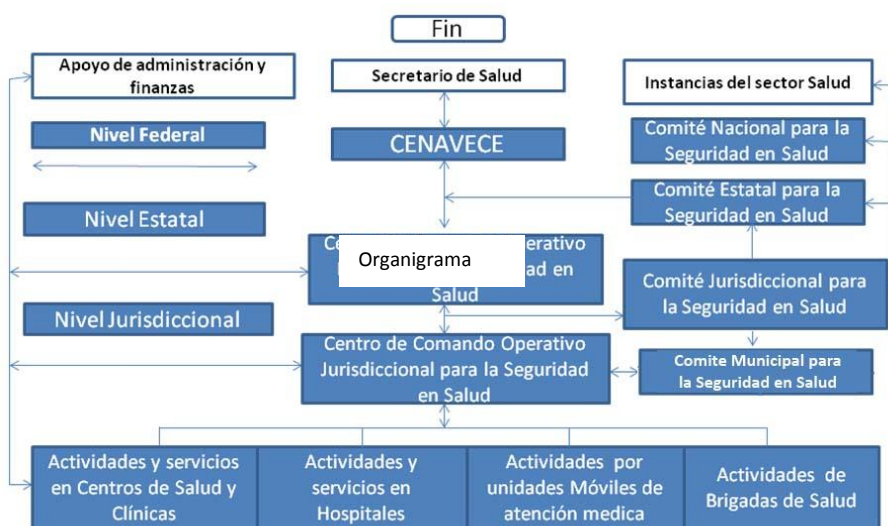 Fin
Apoyo de administración y
finanzas
Secretario de Salud
Instancias del sector Salud
Nivel Federal
CENAVECE
Comité Nacional para la
Seguridad en Salud
Nivel Estatal
Comité Estatal para la
Seguridad en Salud
Organigrama
ad en
Salud
Nivel Jurisdiccional
Comité Jurisdiccional para
la Seguridad en Salud
Centro de Comando Operativo
Jurisdiccional para la Seguridad
en Salud
Comite Municipal para
la Seguridad en Salud
Actividades y servicios
en Centros de Salud y
Clínicas
Actividades y
servicios en
Hospitales
Actividades por
unidades Móviles de
atención medica
Actividades de
Brigadas de Salud